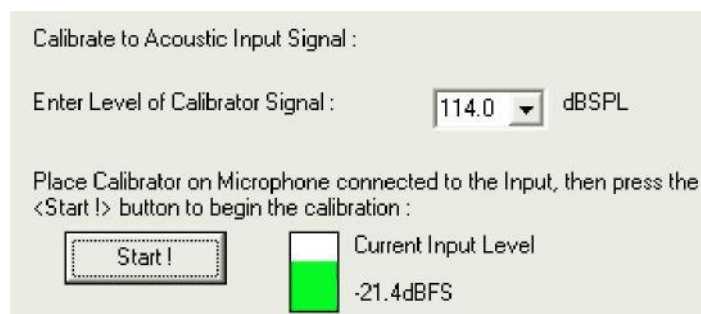 Calibrate to Acoustic Input Signal :
Enter Level of Calibrator Signal :
114.0
dBSPL
Place Calibrator on Microphone connected to the Input, then press the
<Start !> button to begin the calibration :
Start !
Current Input Level
-21.4dBFS